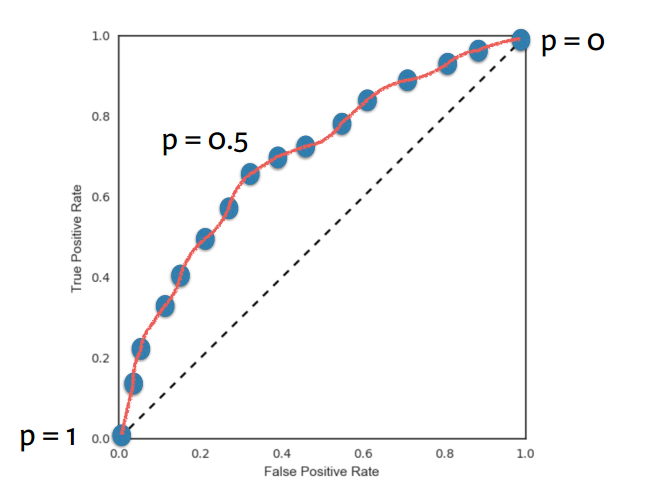 1.0
p = 0
0.8
p = 0.5
0.6
True Positive Rate
0.4
0.2
p = 1
0.0
0.0 0.2 0.4 0.6 0.8 1.0
False Positive Rate